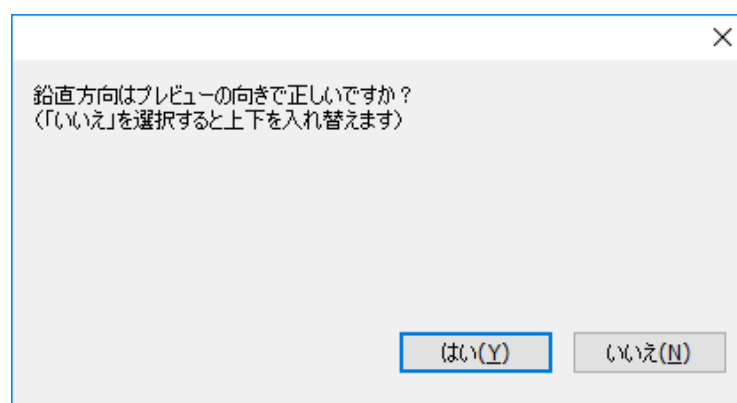 鉛直方向はプレビューの向きで正しいですか？
（「いいえ」を選択すると上下を入れ替えます）
はい(Y)
いいえ(N)